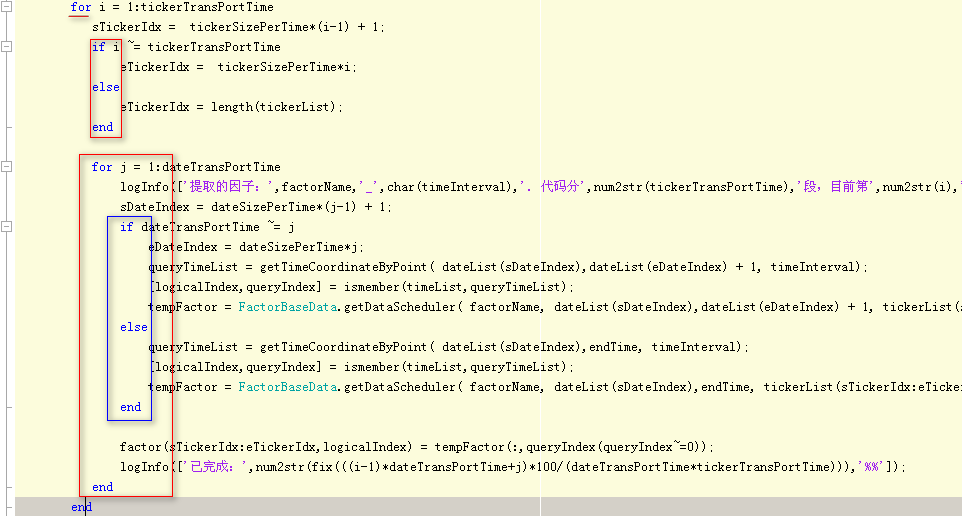 for i = 1:tickerTransPortTime
sTickerIdx =  tickerSizePerTime*(i-1) + 1;
if i ~= tickerTransPortTime
eTickerIdx =  tickerSizePerTime*i;
else
eTickerIdx = length(tickerList);
end
for j = 1:dateTransPortTime
logInfo(['提取的因子：',factorName,'_',char(timeInterval),'. 代码分',num2str(tickerTransPortTime),'段，目前第',num2str(i),'
sDateIndex = dateSizePerTime*(j-1) + 1;
if dateTransPortTime ~= j
eDateIndex = dateSizePerTime*j;
queryTimeList = getTimeCoordinateByPoint( dateList(sDateIndex),dateList(eDateIndex) + 1, timeInterval);
[logicalIndex,queryIndex] = ismember(timeList,queryTimeList);
tempFactor = FactorBaseData.getDataScheduler( factorName, dateList(sDateIndex),dateList(eDateIndex) + 1, tickerList(s
else
queryTimeList = getTimeCoordinateByPoint( dateList(sDateIndex),endTime, timeInterval);
[logicalIndex,queryIndex] = ismember(timeList,queryTimeList);
tempFactor = FactorBaseData.getDataScheduler( factorName, dateList(sDateIndex),endTime, tickerList(sTickerIdx:eTicker
end
factor(sTickerIdx:eTickerIdx,logicalIndex) = tempFactor(:,queryIndex(queryIndex~=0));
logInfo(['已完成：',num2str(fix(((i-1)*dateTransPortTime+j)*100/(dateTransPortTime*tickerTransPortTime))),'%%']);
end
end